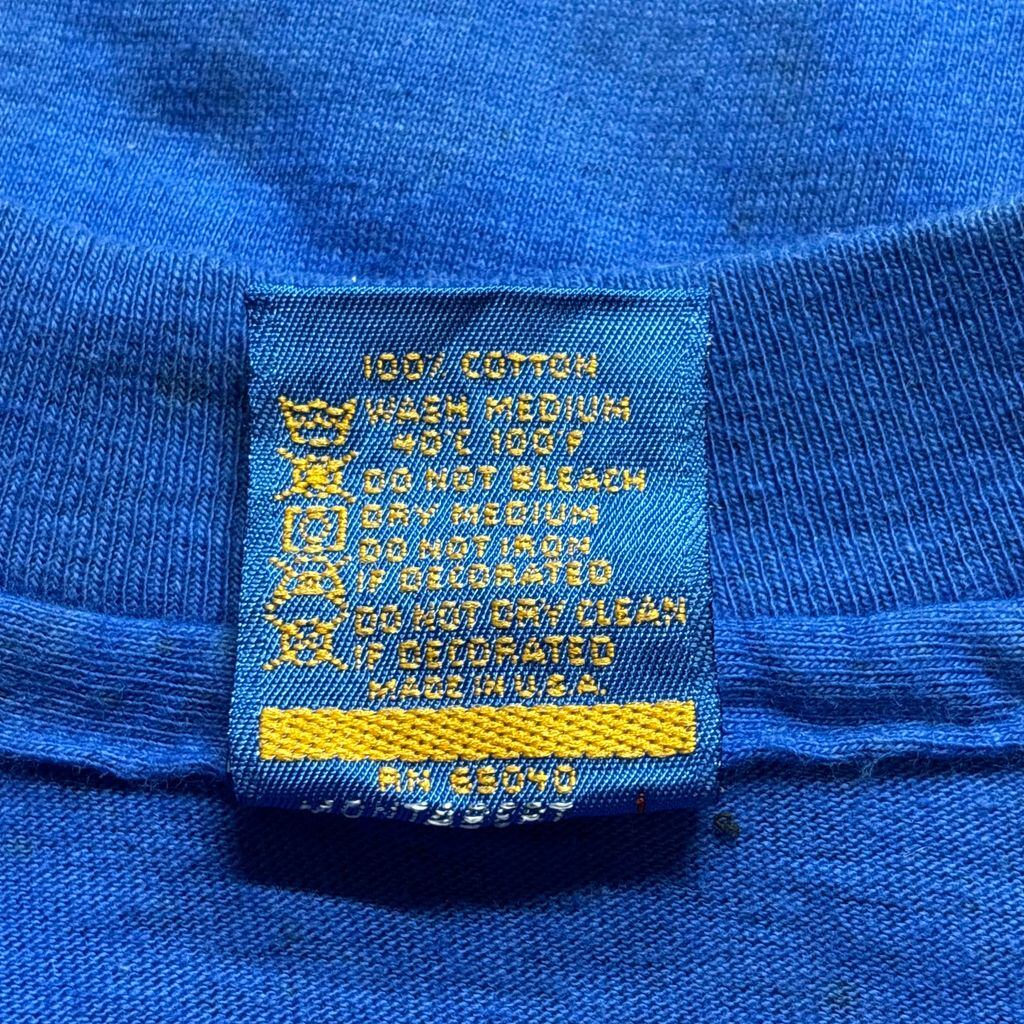 100% COTTON
WASH MEDIUM
40 C 100 F
DO NOT BLEACH
DRY MEDIUM
DO NOT IRON
IF DECORATED
DO NOT DRY CLEAN
IF DECORATED
MADE IN U.S.A.
RN 65040